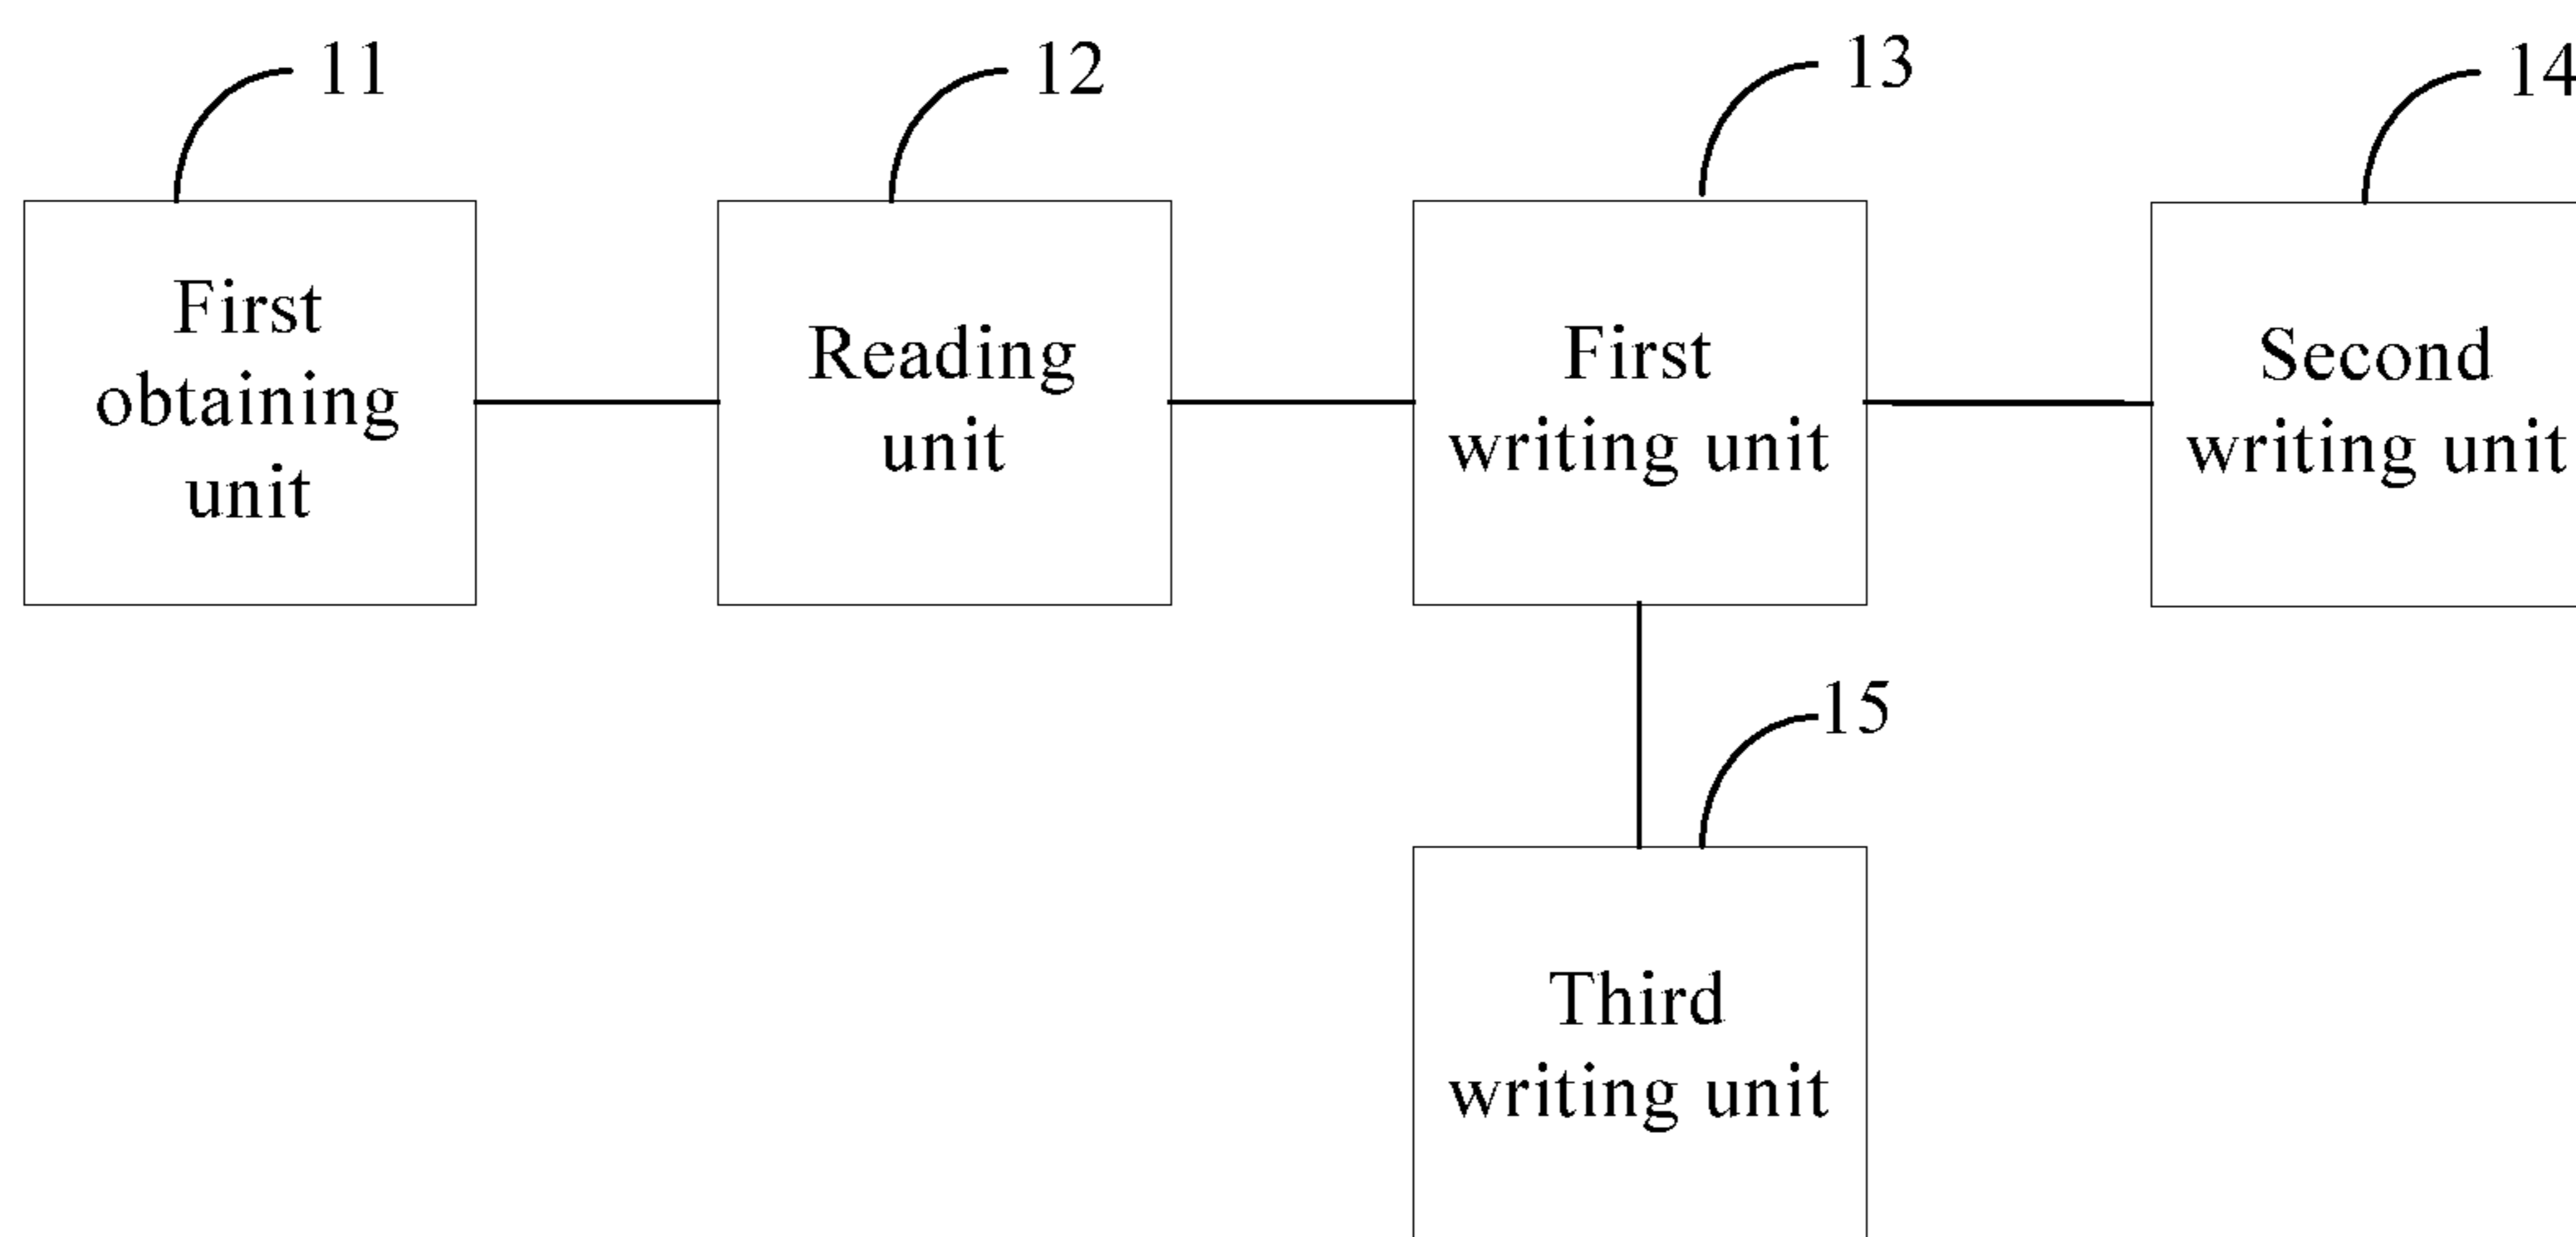 11
12
13
14
First
obtaining
unit
Reading
unit
First
writing unit
Second
writing unit
15
Third
writing unit